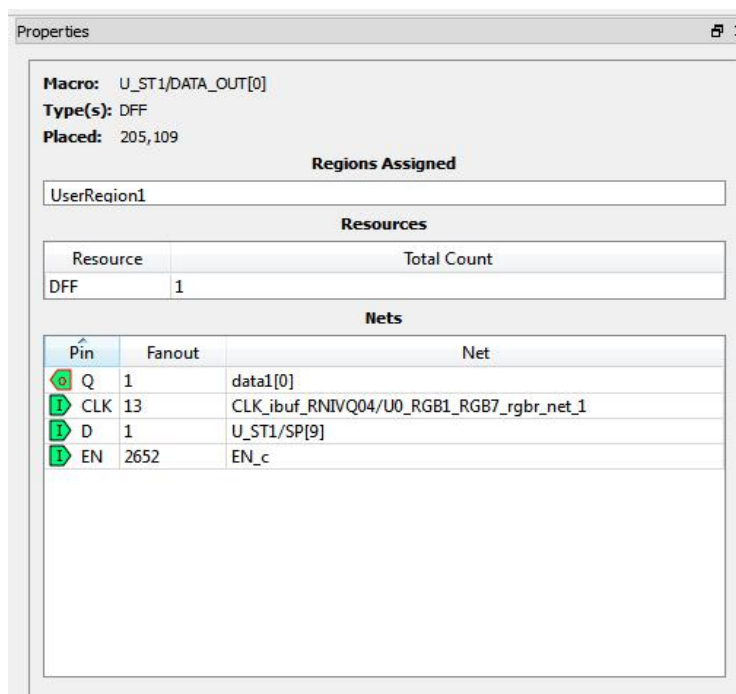 Properties
Macro: U_ST1/DATA_OUT[0]
Type(s): DFF
Placed: 205,109
Regions Assigned
UserRegion1
Resources
Resource Total Count
DFF 1
Nets
Pin Fanout Net
O Q 1 data1[0]
I CLK 13 CLK_ibuf_RNIVQ04/U0_RGB1_RGB7_rgbr_net_1
I D 1 U_ST1/SP[9]
I EN 2652 EN_c